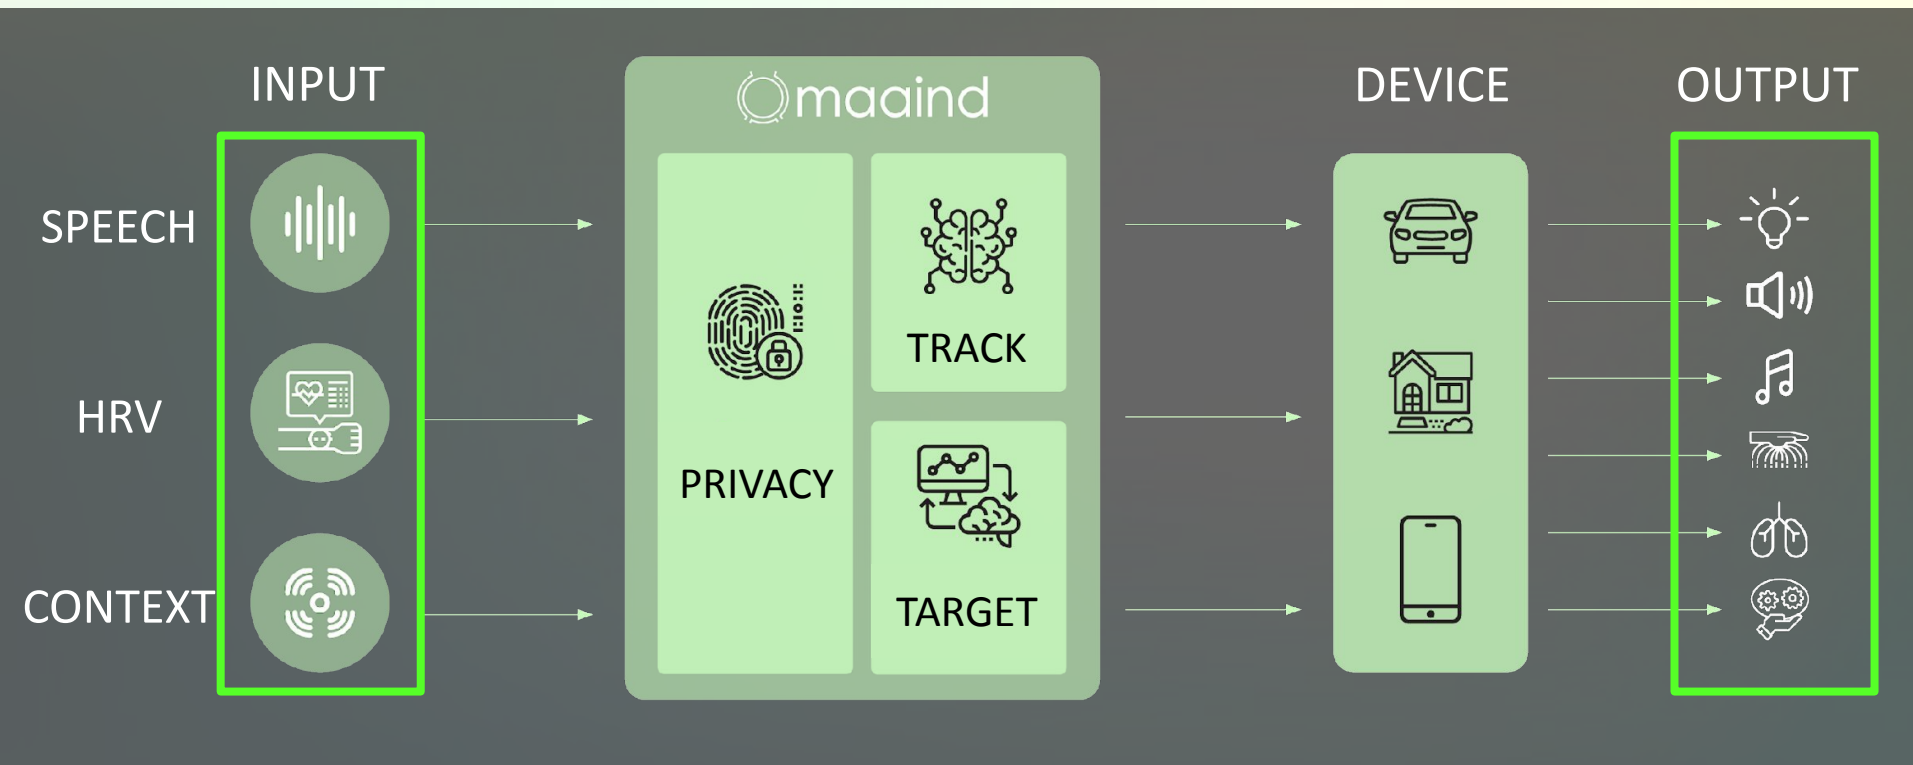 INPUT
maaind
DEVICE
OUTPUT
SPEECH
HRV
CONTEXT
PRIVACY
TRACK
TARGET